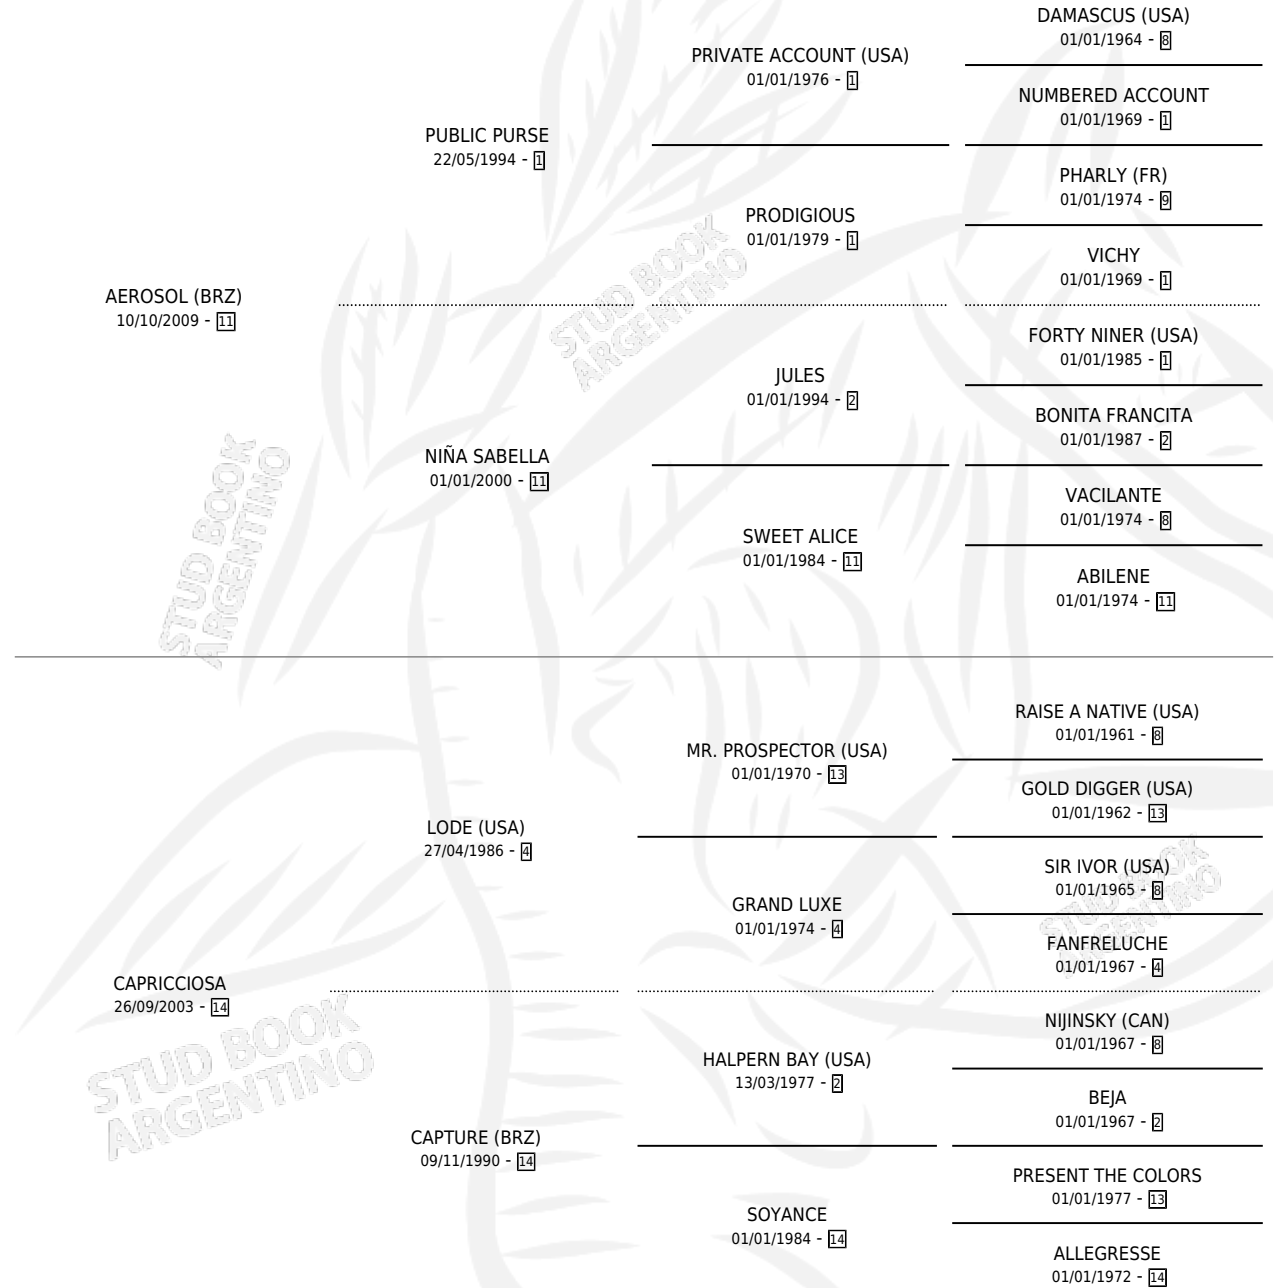 DAMASCUS (USA)
01/01/1964 - 8
PRIVATE ACCOUNT (USA)
01/01/1976 - 1
NUMBERED ACCOUNT
01/01/1969 - 1
PUBLIC PURSE
22/05/1994 - 1
PHARLY (FR)
01/01/1974 - 9
PRODIGIOUS
01/01/1979 - 1
VICHY
01/01/1969 - 1
AEROSOL (BRZ)
10/10/2009 - 11
FORTY NINER (USA)
01/01/1985 - 1
JULES
01/01/1994 - 2
BONITA FRANCITA
01/01/1987 - 2
NIÑA SABELLA
01/01/2000 - 11
VACILANTE
01/01/1974 - 8
SWEET ALICE
01/01/1984 - 11
ABILENE
01/01/1974 - 11
RAISE A NATIVE (USA)
01/01/1961 - 8
MR. PROSPECTOR (USA)
01/01/1970 - 13
GOLD DIGGER (USA)
01/01/1962 - 13
LODE (USA)
27/04/1986 - 4
SIR IVOR (USA)
01/01/1965 - 8
GRAND LUXE
01/01/1974 - 4
FANFRELUCHE
01/01/1967 - 4
CAPRICCIOSA
26/09/2003 - 14
NIJINSKY (CAN)
01/01/1967 - 8
HALPERN BAY (USA)
13/03/1977 - 2
BEJA
01/01/1967 - 2
CAPTURE (BRZ)
09/11/1990 - 14
PRESENT THE COLORS
01/01/1977 - 13
SOYANCE
01/01/1984 - 14
ALLEGRESSE
01/01/1972 - 14
STUD BOOK
ARGENTINO
STUD BOOK
ARGENTINO
STUD BOOK
ARGENTINO
STUD BOOK
ARGENTINO